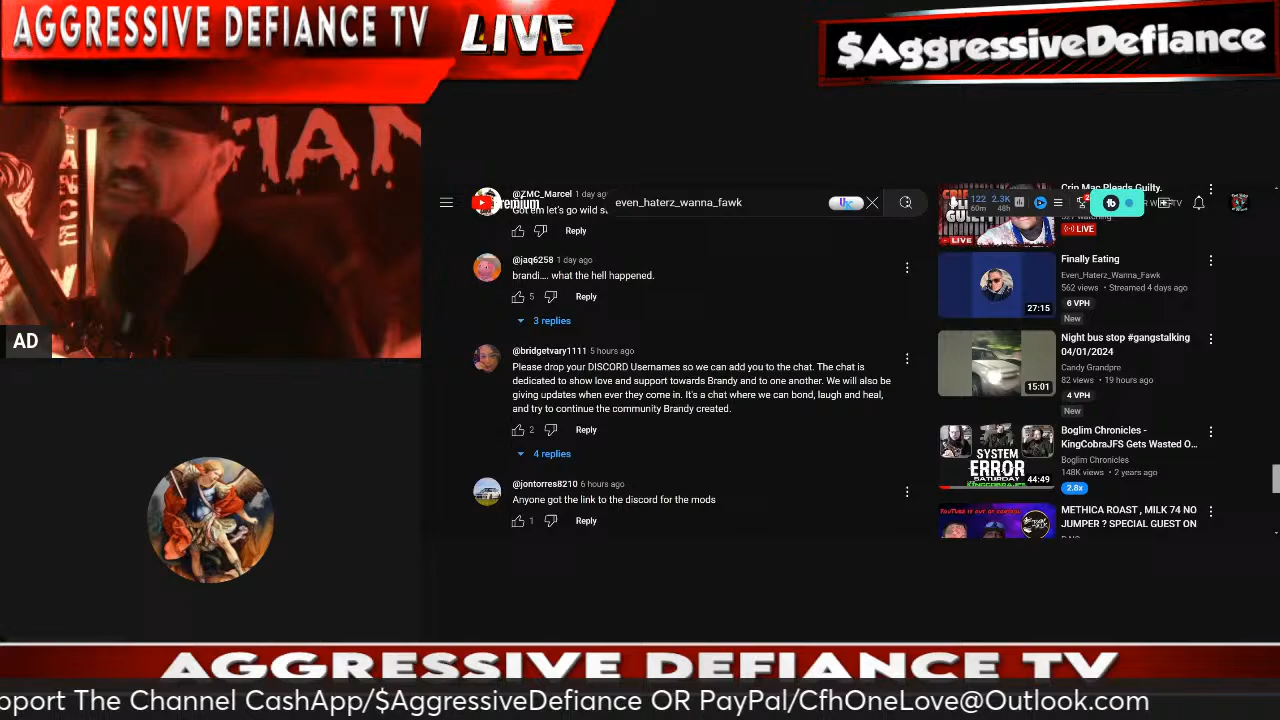 AGGRESSIVE DEFIANCE TV
LIVE
$AggressiveDefiance
AD
@ZMC_Marcel 1 day ago
Reply
even_haterz_wanna_fawk
@jaq6258 1 day ago
brandi.... what the hell happened.
5 Reply
3 replies
@bridgetvary1111 5 hours ago
Please drop your DISCORD Usernames so we can add you to the chat. The chat is
dedicated to show love and support towards Brandy and to one another. We will also be
giving updates when ever they come in. It's a chat where we can bond, laugh and heal,
and try to continue the community Brandy created.
2 Reply
4 replies
@jontorres8210 6 hours ago
Anyone got the link to the discord for the mods
1 Reply
Crip Mac Pleads Guilty.
122 2.3K
60m 48h
LIVE
Finally Eating
Even_Haterz_Wanna_Fawk
562 views • Streamed 4 days ago
6 VPH
New
27:15
Night bus stop #gangstalking
04/01/2024
Candy Grandpre
82 views • 19 hours ago
4 VPH
New
15:01
Boglim Chronicles -
KingCobraJFS Gets Wasted O...
Boglim Chronicles
148K views • 2 years ago
2.8x
SYSTEM
ERROR
SATURDAY
44:49
METHICA ROAST , MILK 74 NO
JUMPER ? SPECIAL GUEST ON
AGGRESSIVE DEFIANCE TV
pport The Channel CashApp/$AggressiveDefiance OR PayPal/CfhOneLove@Outlook.com